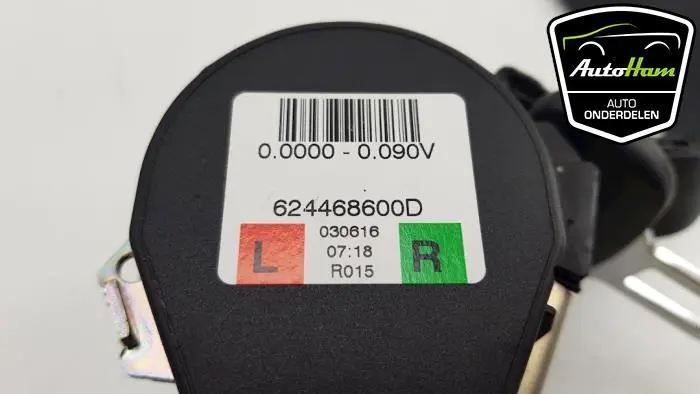 AutoHam
AUTO
ONDERDELEN
0.0000 - 0.090V
624468600D
L
030616
07:18
R015
R